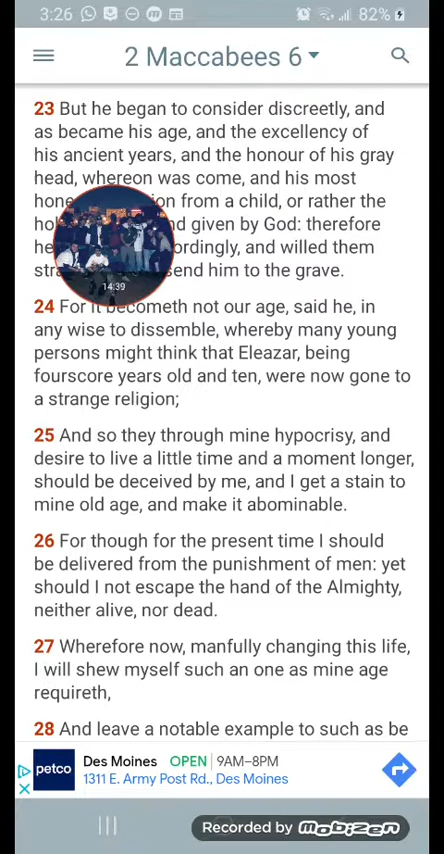 3:26 82%
2 Maccabees 6
23 But he began to consider discreetly, and
as became his age, and the excellency of
his ancient years, and the honour of his gray
head, whereon was come, and his most
from a child, or rather the
given by God: therefore
he and willed them
send him to the grave.
14:39
24 For it becometh not our age, said he, in
any wise to dissemble, whereby many young
persons might think that Eleazar, being
fourscore years old and ten, were now gone to
a strange religion;
25 And so they through mine hypocrisy, and
desire to live a little time and a moment longer,
should be deceived by me, and I get a stain to
mine old age, and make it abominable.
26 For though for the present time I should
be delivered from the punishment of men: yet
should I not escape the hand of the Almighty,
neither alive, nor dead.
27 Wherefore now, manfully changing this life,
I will shew myself such an one as mine age
requireth,
28 And leave a notable example to such as be
petco
Des Moines OPEN 9AM–8PM
1311 E. Army Post Rd., Des Moines
Recorded by Mobizen